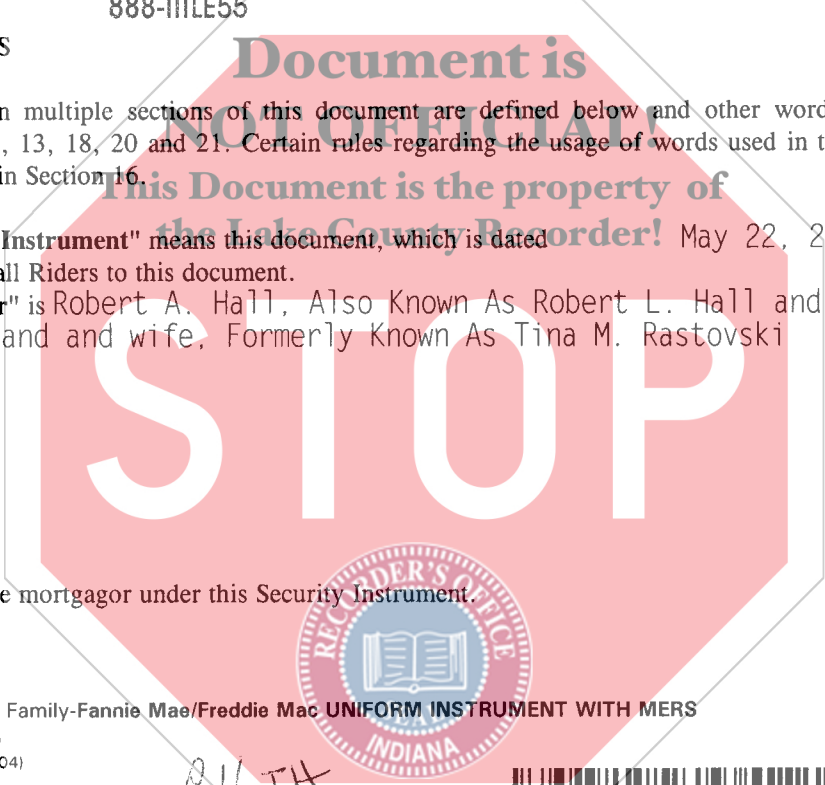 888-
S
Document is
n multiple sections of this document are defined below and other word
NOT OFFICIAL!
, 13, 18, 20 and 21. Certain rules regarding the usage of words used in t
in Section 16.
This Document is the property of
the Lake County Recorder!
Instrument" means this document, which is dated May 22, 2
all Riders to this document.
r" is Robert A. Hall, Also Known As Robert L. Hall and
and and wife, Formerly Known As Tina M. Rastovski
STOP
e mortgagor under this Security Instrument.
RECORDER'S OFFICE
Family-Fannie Mae/Freddie Mac UNIFORM INSTRUMENT WITH MERS
INDIANA
04)